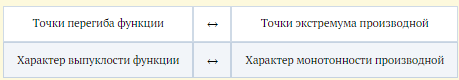 Точки перегиба функции ↔ Точки экстремума производной
Характер выпуклости функции ↔ Характер монотонности производной